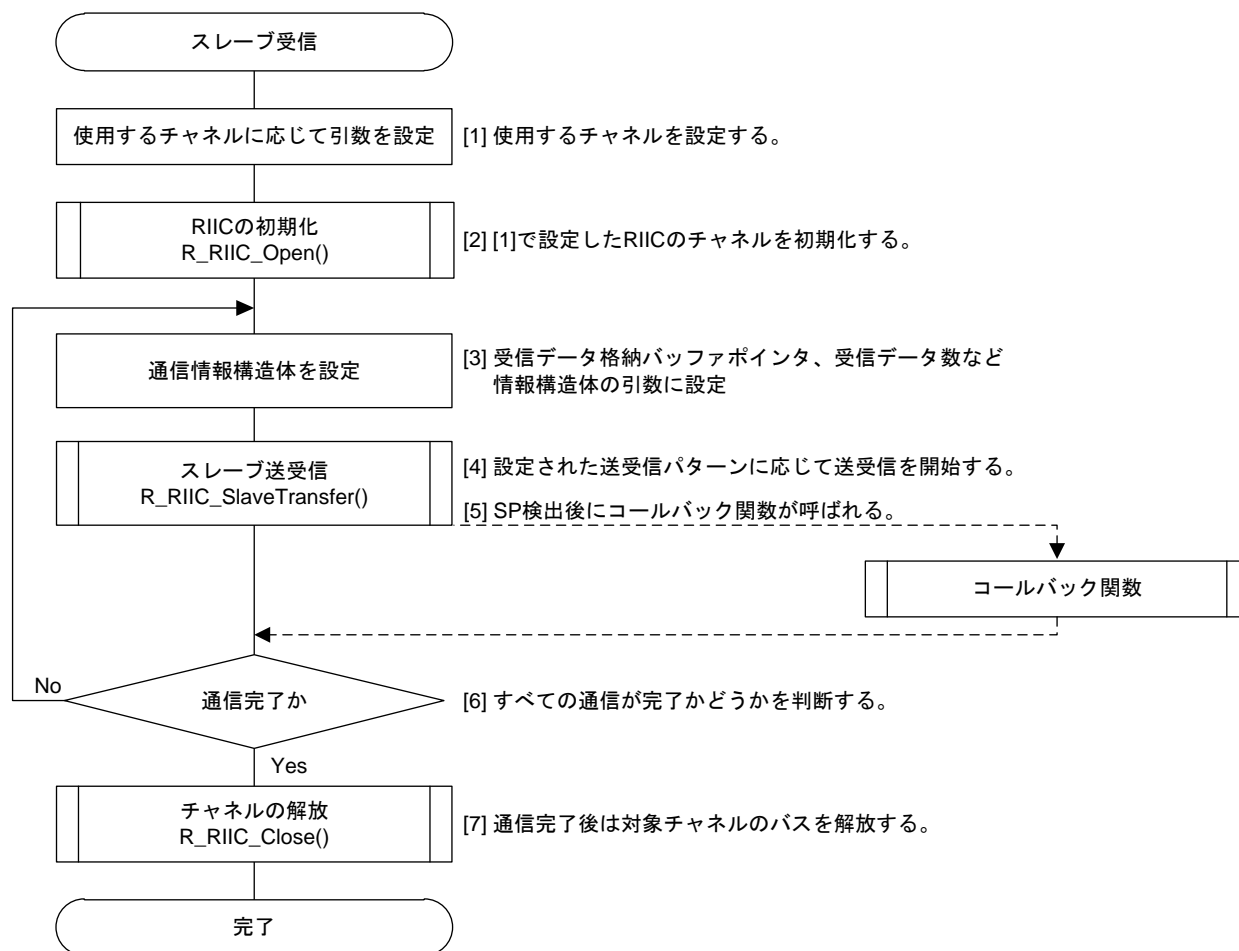 スレーブ受信
使用するチャネルに応じて引数を設定
[1] 使用するチャネルを設定する。
RIICの初期化
R_RIIC_Open()
[2] [1]で設定したRIICのチャネルを初期化する。
通信情報構造体を設定
[3] 受信データ格納バッファポインタ、受信データ数など
情報構造体の引数に設定
スレーブ送受信
R_RIIC_SlaveTransfer()
[4] 設定された送受信パターンに応じて送受信を開始する。
[5] SP検出後にコールバック関数が呼ばれる。
コールバック関数
No
通信完了か
[6] すべての通信が完了かどうかを判断する。
Yes
チャネルの解放
R_RIIC_Close()
[7] 通信完了後は対象チャネルのバスを解放する。
完了